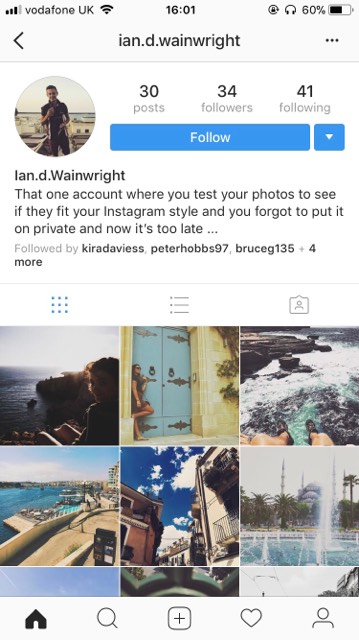 vodafone UK 16:01 60%
ian.d.wainwright
30 34 41
posts followers following
Follow
Ian.d.Wainwright
That one account where you test your photos to see
if they fit your Instagram style and you forgot to put it
on private and now it's too late ...
Followed by kiradaviess, peterhobbs97, bruceg135 + 4
more